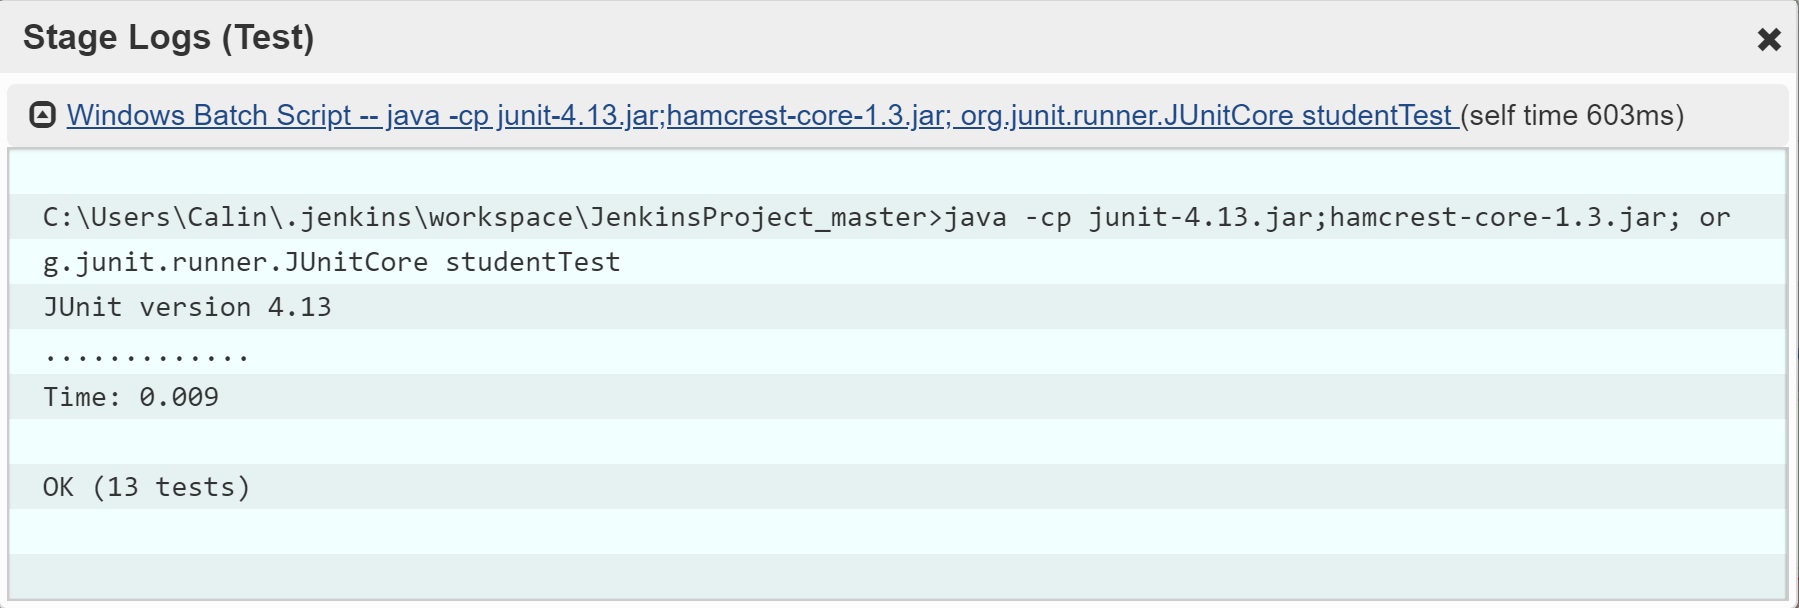 Stage Logs (Test)
Windows Batch Script -- java -cp junit-4.13.jar;hamcrest-core-1.3.jar; org.junit.runner.JUnitCore studentTest (self time 603ms)
C:\Users\Calin\.jenkins\workspace\JenkinsProject_master>java -cp junit-4.13.jar;hamcrest-core-1.3.jar; or
g.junit.runner.JUnitCore studentTest
JUnit version 4.13
.............
Time: 0.009
OK (13 tests)